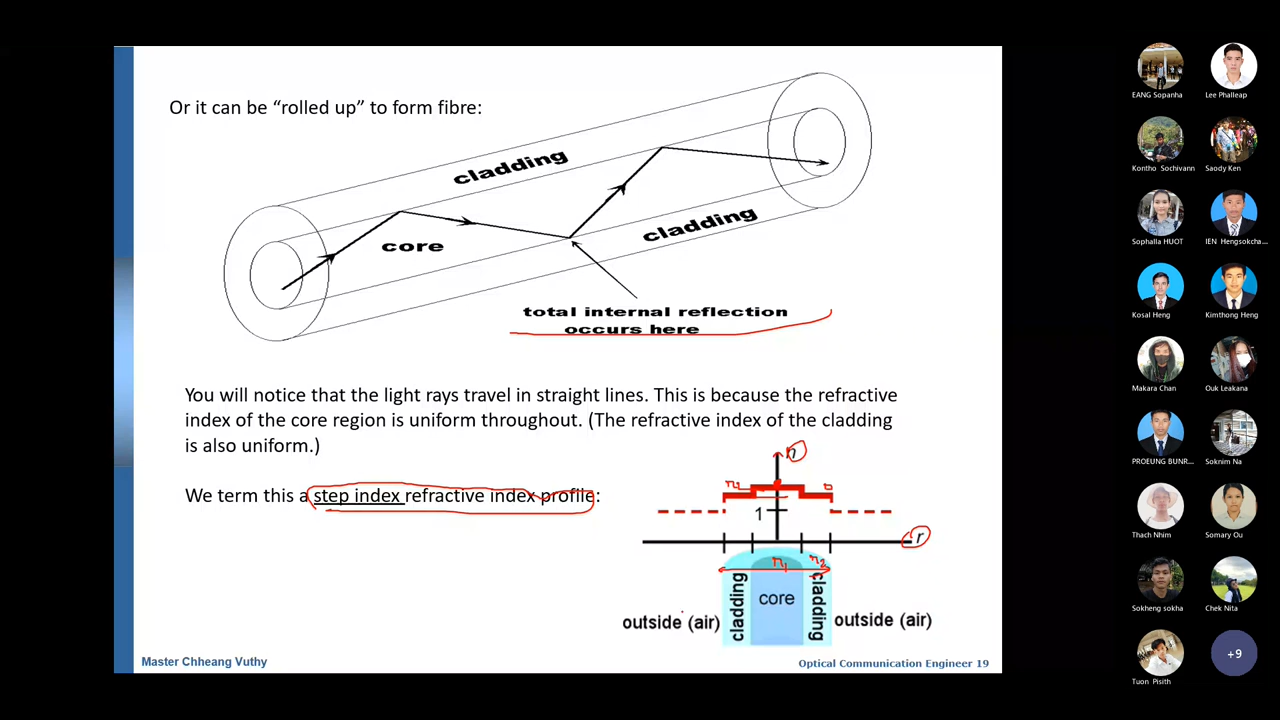 Or it can be “rolled up” to form fibre:
cladding
core
cladding
total internal reflection
occurs here
You will notice that the light rays travel in straight lines. This is because the refractive
index of the core region is uniform throughout. (The refractive index of the cladding
is also uniform.)
We term this a step index refractive index profile:
n
n2
1
r
n1
n2
cladding
core
cladding
outside (air)
outside (air)
Master Chheang Vuthy
Optical Communication Engineer 19
EANG Sopanha
Lee Phalleap
Kontho Sochivann
Saody Ken
Sophalla HUOT
IEN Hengsokcha...
Kosal Heng
Kimthong Heng
Makara Chan
Ouk Leakana
PROEUNG BUNR...
Soknim Na
Thach Nhim
Somary Ou
Sokheng sokha
Chek Nita
Tuon Pisith
+9